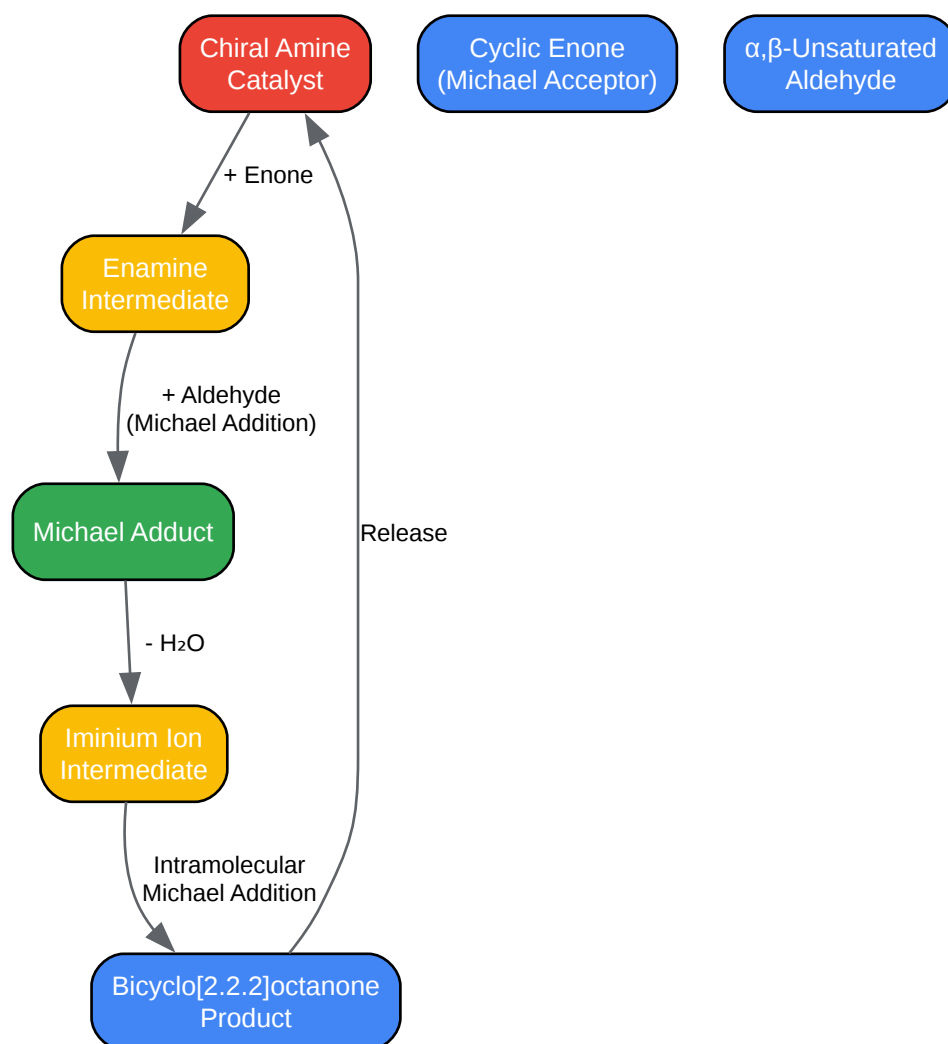 Chiral Amine
Catalyst
Cyclic Enone
(Michael Acceptor)
α,β-Unsaturated
Aldehyde
+ Enone
Enamine
Intermediate
+ Aldehyde
(Michael Addition)
Michael Adduct
Release
- H₂O
Iminium Ion
Intermediate
Intramolecular
Michael Addition
Bicyclo[2.2.2]octanone
Product